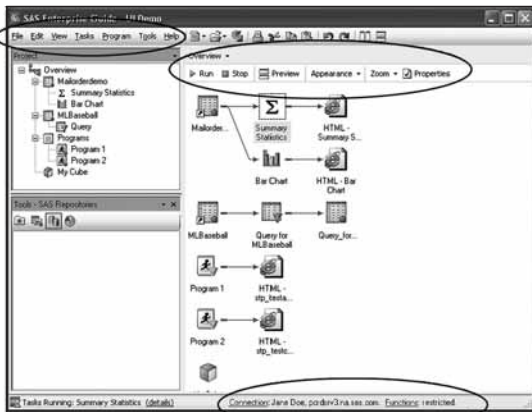 SAS Enterprise Guide - UIDemo
File Edit View Tasks Program Tools Help
Project
Overview
Mailorderdemo
Summary Statistics
Bar Chart
MLBaseball
Query
Programs
Program 1
Program 2
My Cube
Tools - SAS Repositories
Overview
Run Stop Preview Appearance Zoom Properties
Mailorder...
Summary Statistics
HTML - Summary S...
Bar Chart
HTML - Bar Chart
MLBaseball
Query for MLBaseball
Query_for...
Program 1
HTML - stp_testa...
Program 2
HTML - stp_testc...
Tasks Running: Summary Statistics (details)
Connection: Jane Doe, Functions: restricted